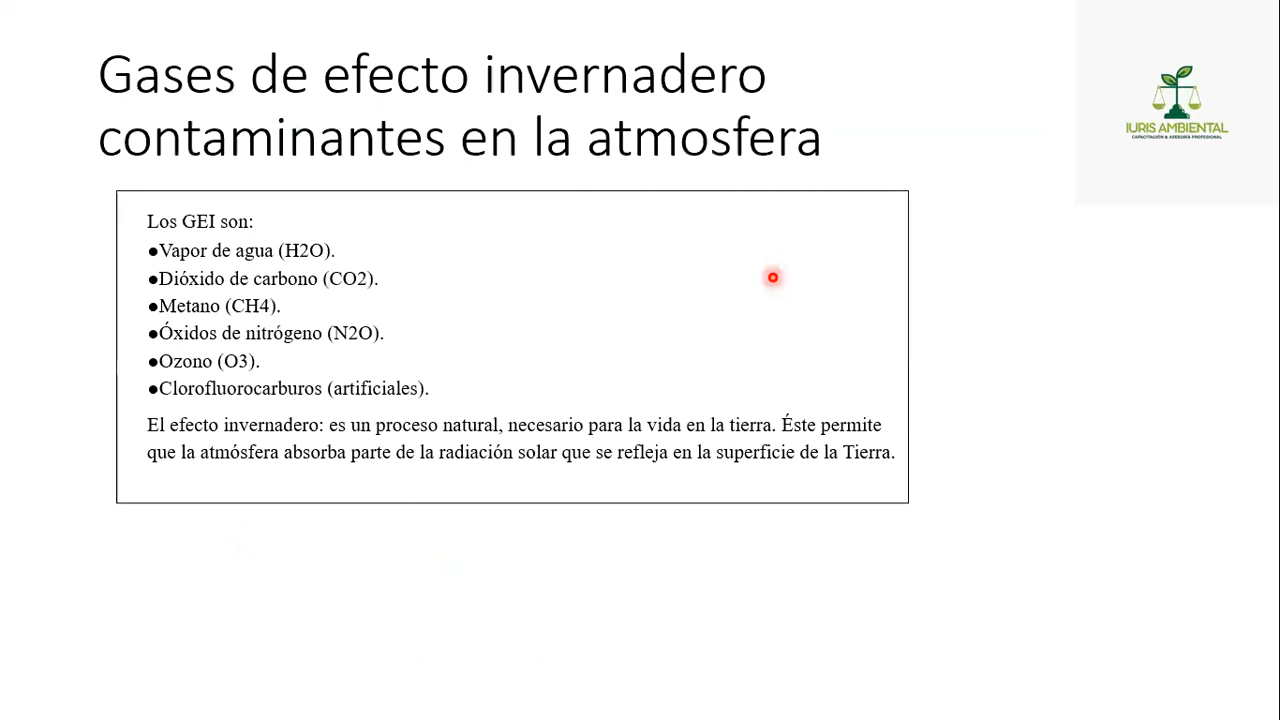 Gases de efecto invernadero
contaminantes en la atmosfera
IURIS AMBIENTAL
CAPACITACIÓN & ASESORÍA PROFESIONAL
Los GEI son:
●Vapor de agua (H2O).
●Dióxido de carbono (CO2).
●Metano (CH4).
●Óxidos de nitrógeno (N2O).
●Ozono (O3).
●Clorofluorocarburos (artificiales).
El efecto invernadero: es un proceso natural, necesario para la vida en la tierra. Éste permite
que la atmósfera absorba parte de la radiación solar que se refleja en la superficie de la Tierra.